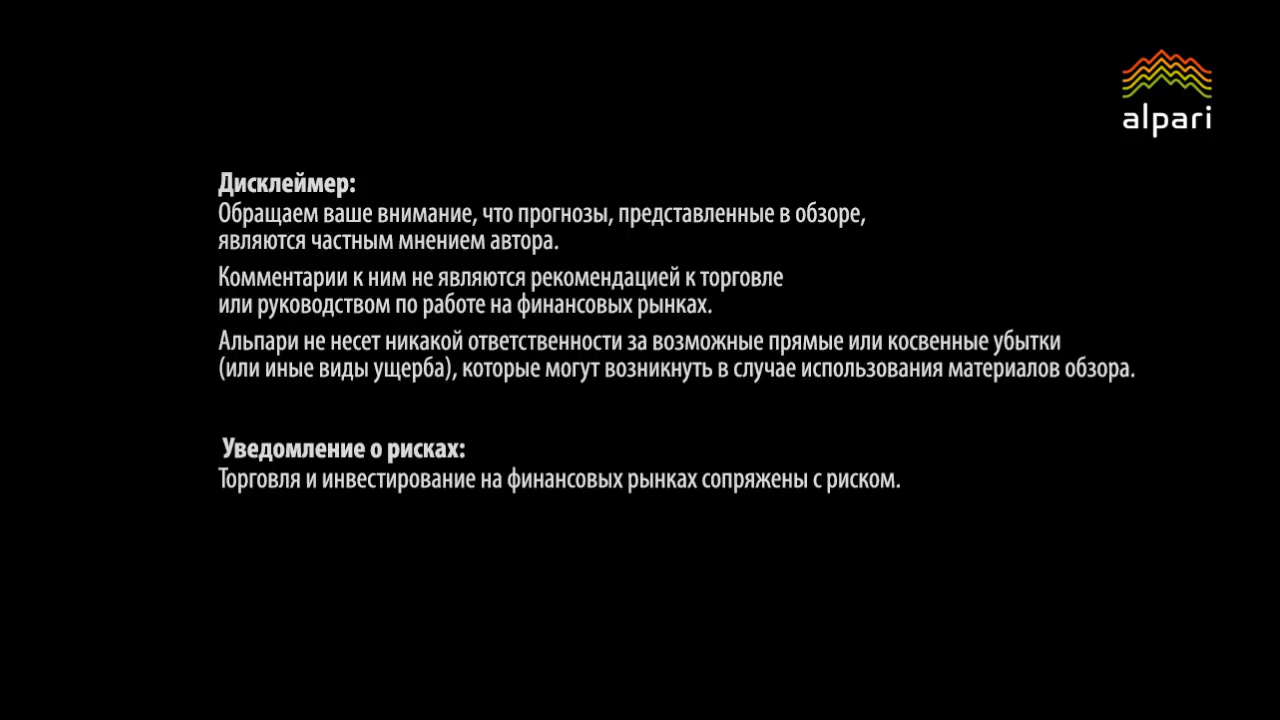 alpari
Дисклеймер:
Обращаем ваше внимание, что прогнозы, представленные в обзоре,
являются частным мнением автора.
Комментарии к ним не являются рекомендацией к торговле
или руководством по работе на финансовых рынках.
Альпари не несет никакой ответственности за возможные прямые или косвенные убытки
(или иные виды ущерба), которые могут возникнуть в случае использования материалов обзора.
Уведомление о рисках:
Торговля и инвестирование на финансовых рынках сопряжены с риском.